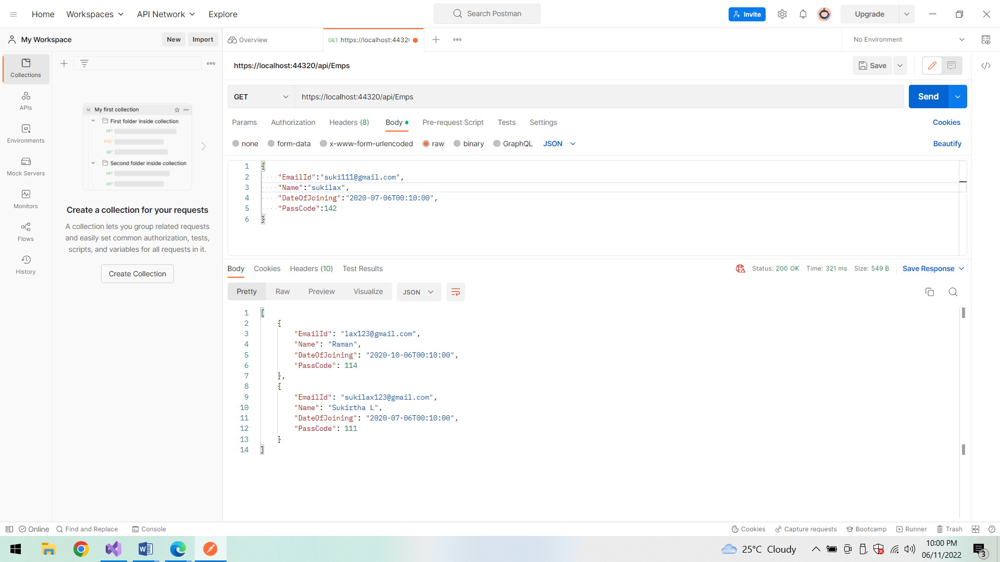 Home Workspaces API Network Explore Search Postman Invite Upgrade
My Workspace New Import Overview GET https://localhost:4432 No Environment
Collections
APIs
Environments
Mock Servers
Monitors
Flows
History
My first collection
First folder inside collection
GET
POST
GET
Second folder inside collection
GET
GET
Create a collection for your requests
A collection lets you group related requests
and easily set common authorization, tests,
scripts, and variables for all requests in it.
Create Collection
https://localhost:44320/api/Emps Save
GET https://localhost:44320/api/Emps Send
Params Authorization Headers (8) Body Pre-request Script Tests Settings Cookies
none form-data x-www-form-urlencoded raw binary GraphQL JSON Beautify
1 {
2 "EmailId":"suki111@gmail.com",
3 "Name":"sukilax",
4 "DateOfJoining":"2020-07-06T00:10:00",
5 "PassCode":142
6 }
Body Cookies Headers (10) Test Results Status: 200 OK Time: 321 ms Size: 549 B Save Response
Pretty Raw Preview Visualize JSON
1 [
2 {
3 "EmailId": "lax123@gmail.com",
4 "Name": "Raman",
5 "DateOfJoining": "2020-10-06T00:10:00",
6 "PassCode": 114
7 },
8 {
9 "EmailId": "sukilax123@gmail.com",
10 "Name": "Sukirtha L",
11 "DateOfJoining": "2020-07-06T00:10:00",
12 "PassCode": 111
13 }
14 ]
Online Find and Replace Console Cookies Capture requests Bootcamp Runner Trash
25°C Cloudy 10:00 PM
06/11/2022 3